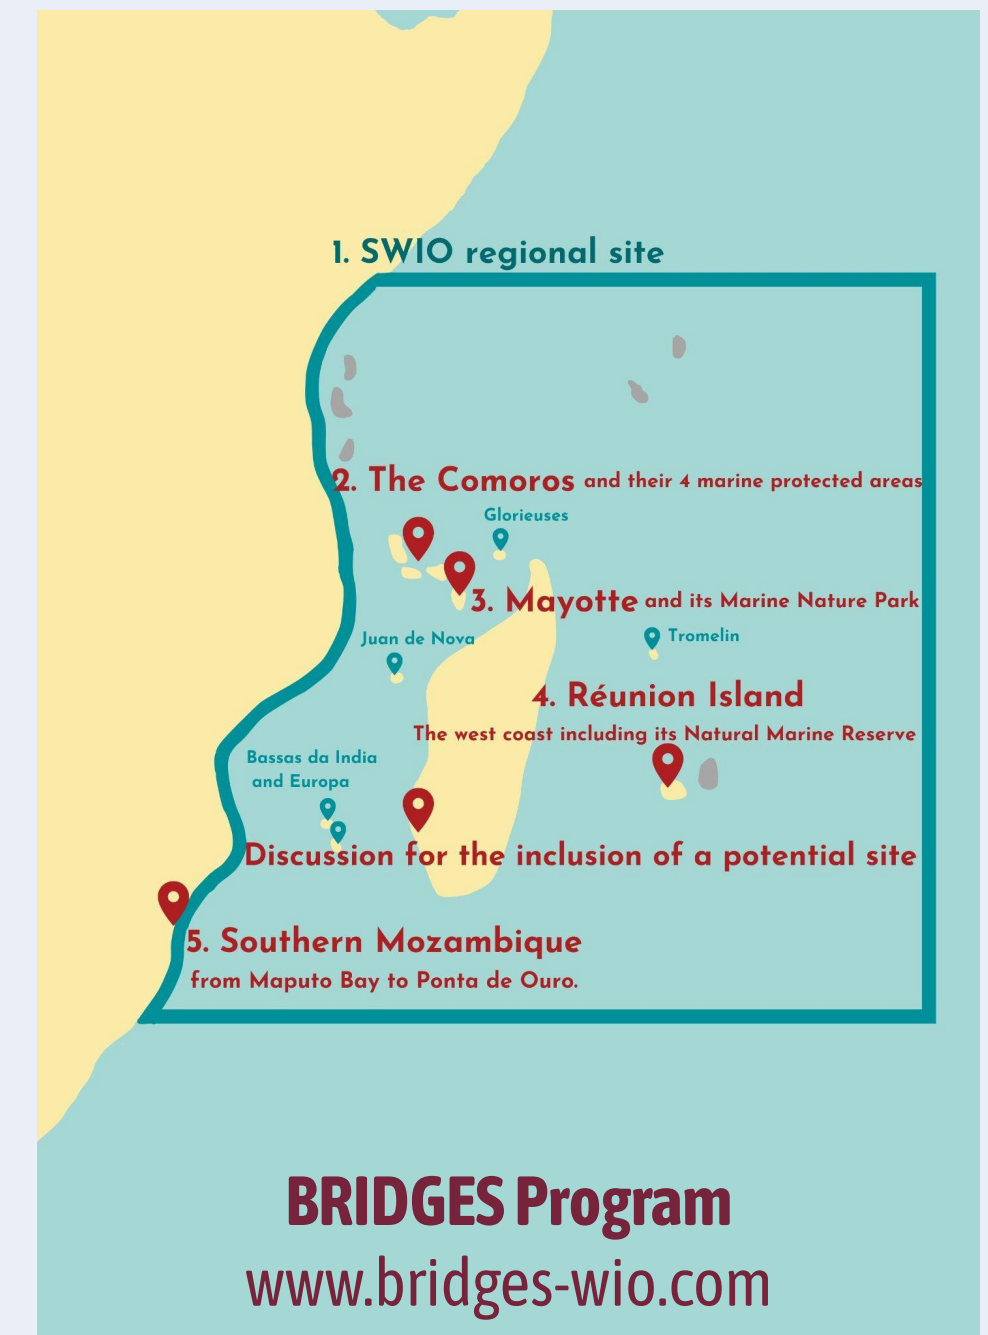 1. SWIO regional site
2. The Comoros and their 4 marine protected areas
Glorieuses
3. Mayotte and its Marine Nature Park
Juan de Nova
Tromelin
4. Réunion Island
The west coast including its Natural Marine Reserve
Bassas da India
and Europa
Discussion for the inclusion of a potential site
5. Southern Mozambique
from Maputo Bay to Ponta de Ouro.
BRIDGES Program
www.bridges-wio.com